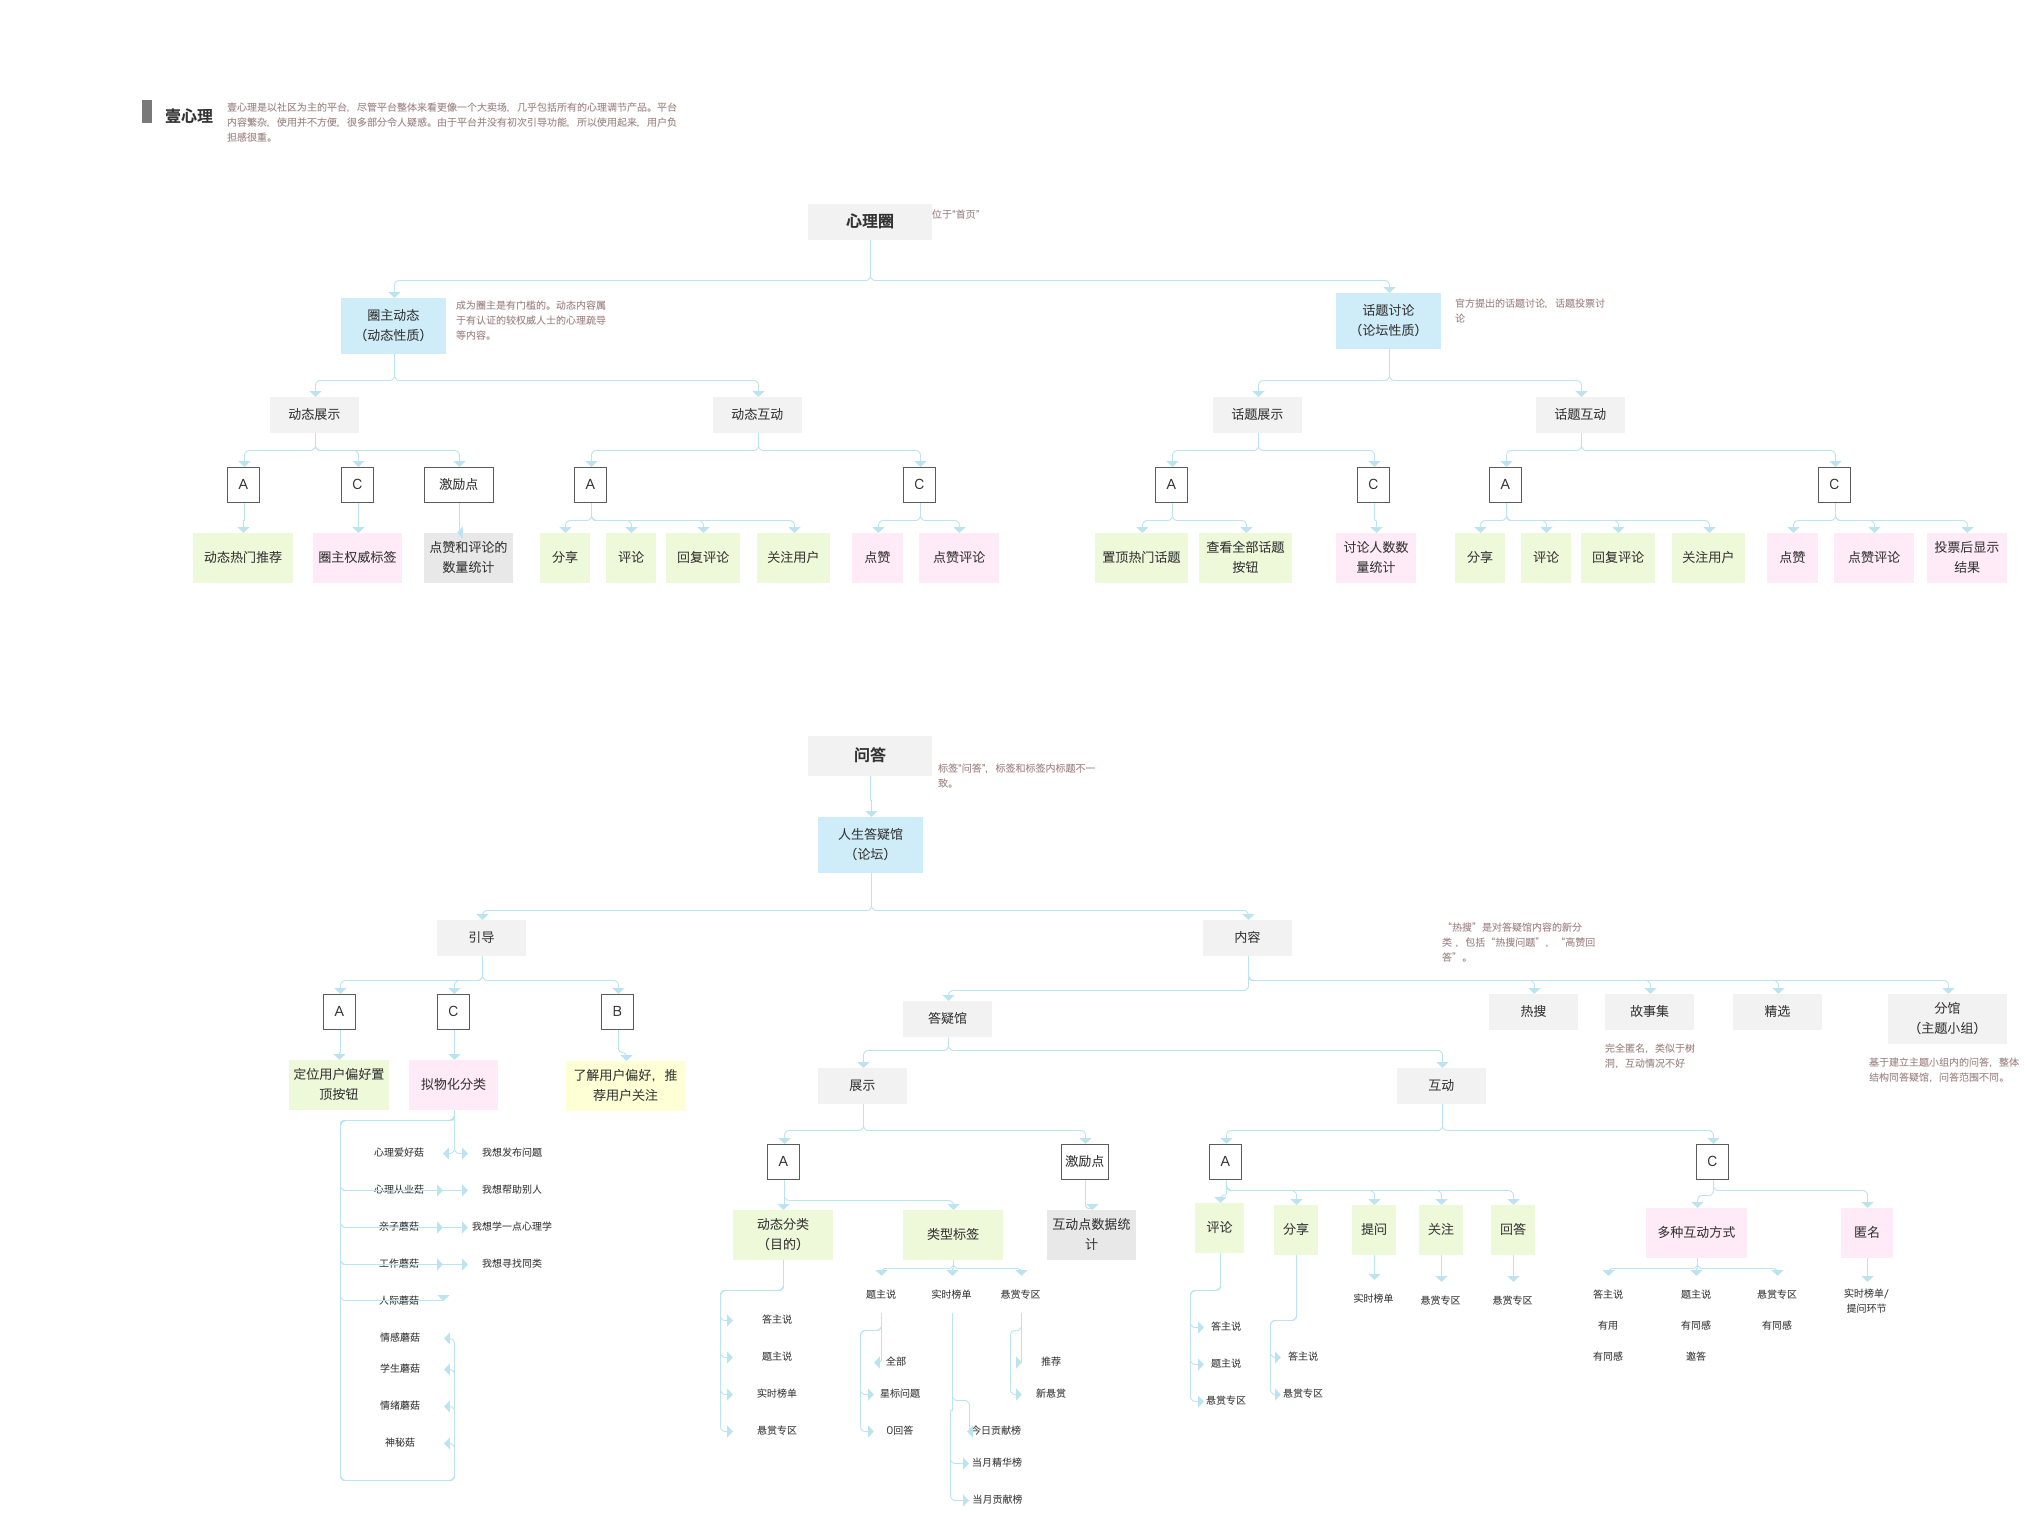 壹心理
壹心理是以社区为主的平台，尽管平台整体来看更像一个大卖场，几乎包括所有的心理调节产品。平台
内容繁杂，使用并不方便，很多部分令人疑惑。由于平台并没有初次引导功能，所以使用起来，用户负
担感很重。
心理圈
位于“首页”
圈主动态
（动态性质）
成为圈主是有门槛的。动态内容属
于有认证的较权威人士的心理疏导
等内容。
话题讨论
（论坛性质）
官方提出的话题讨论，话题投票讨
论
动态展示
动态互动
话题展示
话题互动
A
C
激励点
A
C
A
C
A
C
动态热门推荐
圈主权威标签
点赞和评论的
数量统计
分享
评论
回复评论
关注用户
点赞
点赞评论
置顶热门话题
查看全部话题
按钮
讨论人数数
量统计
分享
评论
回复评论
关注用户
点赞
点赞评论
投票后显示
结果
问答
标签“问答”，标签和标签内标题不一
致。
人生答疑馆
（论坛）
引导
内容
“热搜”是对答疑馆内容的新分
类 ，包括“热搜问题”，“高赞回
答”。
A
C
B
答疑馆
热搜
故事集
精选
分馆
（主题小组）
完全匿名，类似于树
洞，互动情况不好
基于建立主题小组内的问答，整体
结构同答疑馆，问答范围不同。
定位用户偏好置
顶按钮
拟物化分类
了解用户偏好，推
荐用户关注
展示
互动
心理爱好菇
我想发布问题
心理从业菇
我想帮助别人
亲子蘑菇
我想学一点心理学
工作蘑菇
我想寻找同类
人际蘑菇
情感蘑菇
学生蘑菇
情绪蘑菇
神秘菇
A
激励点
A
C
动态分类
（目的）
类型标签
互动点数据统
计
评论
分享
提问
关注
回答
多种互动方式
匿名
答主说
题主说
实时榜单
悬赏专区
题主说
实时榜单
悬赏专区
全部
星标问题
0回答
今日贡献榜
当月精华榜
当月贡献榜
推荐
新悬赏
答主说
题主说
悬赏专区
答主说
悬赏专区
实时榜单
悬赏专区
悬赏专区
答主说
有用
有同感
题主说
有同感
邀答
悬赏专区
有同感
实时榜单/
提问环节